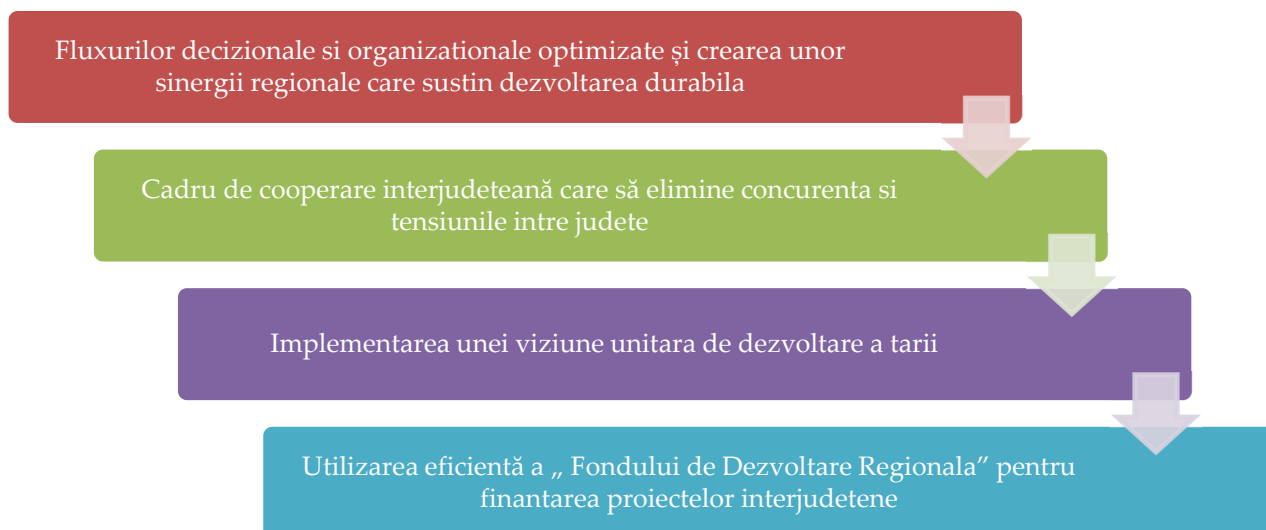 Fluxurilor decizionale si organizationale optimizate și crearea unor
sinergii regionale care sustin dezvoltarea durabila
Cadru de cooperare interjudeteană care să elimine concurenta si
tensiunile intre judete
Implementarea unei viziune unitara de dezvoltare a tarii
Utilizarea eficientă a „ Fondului de Dezvoltare Regionala” pentru
finantarea proiectelor interjudetene